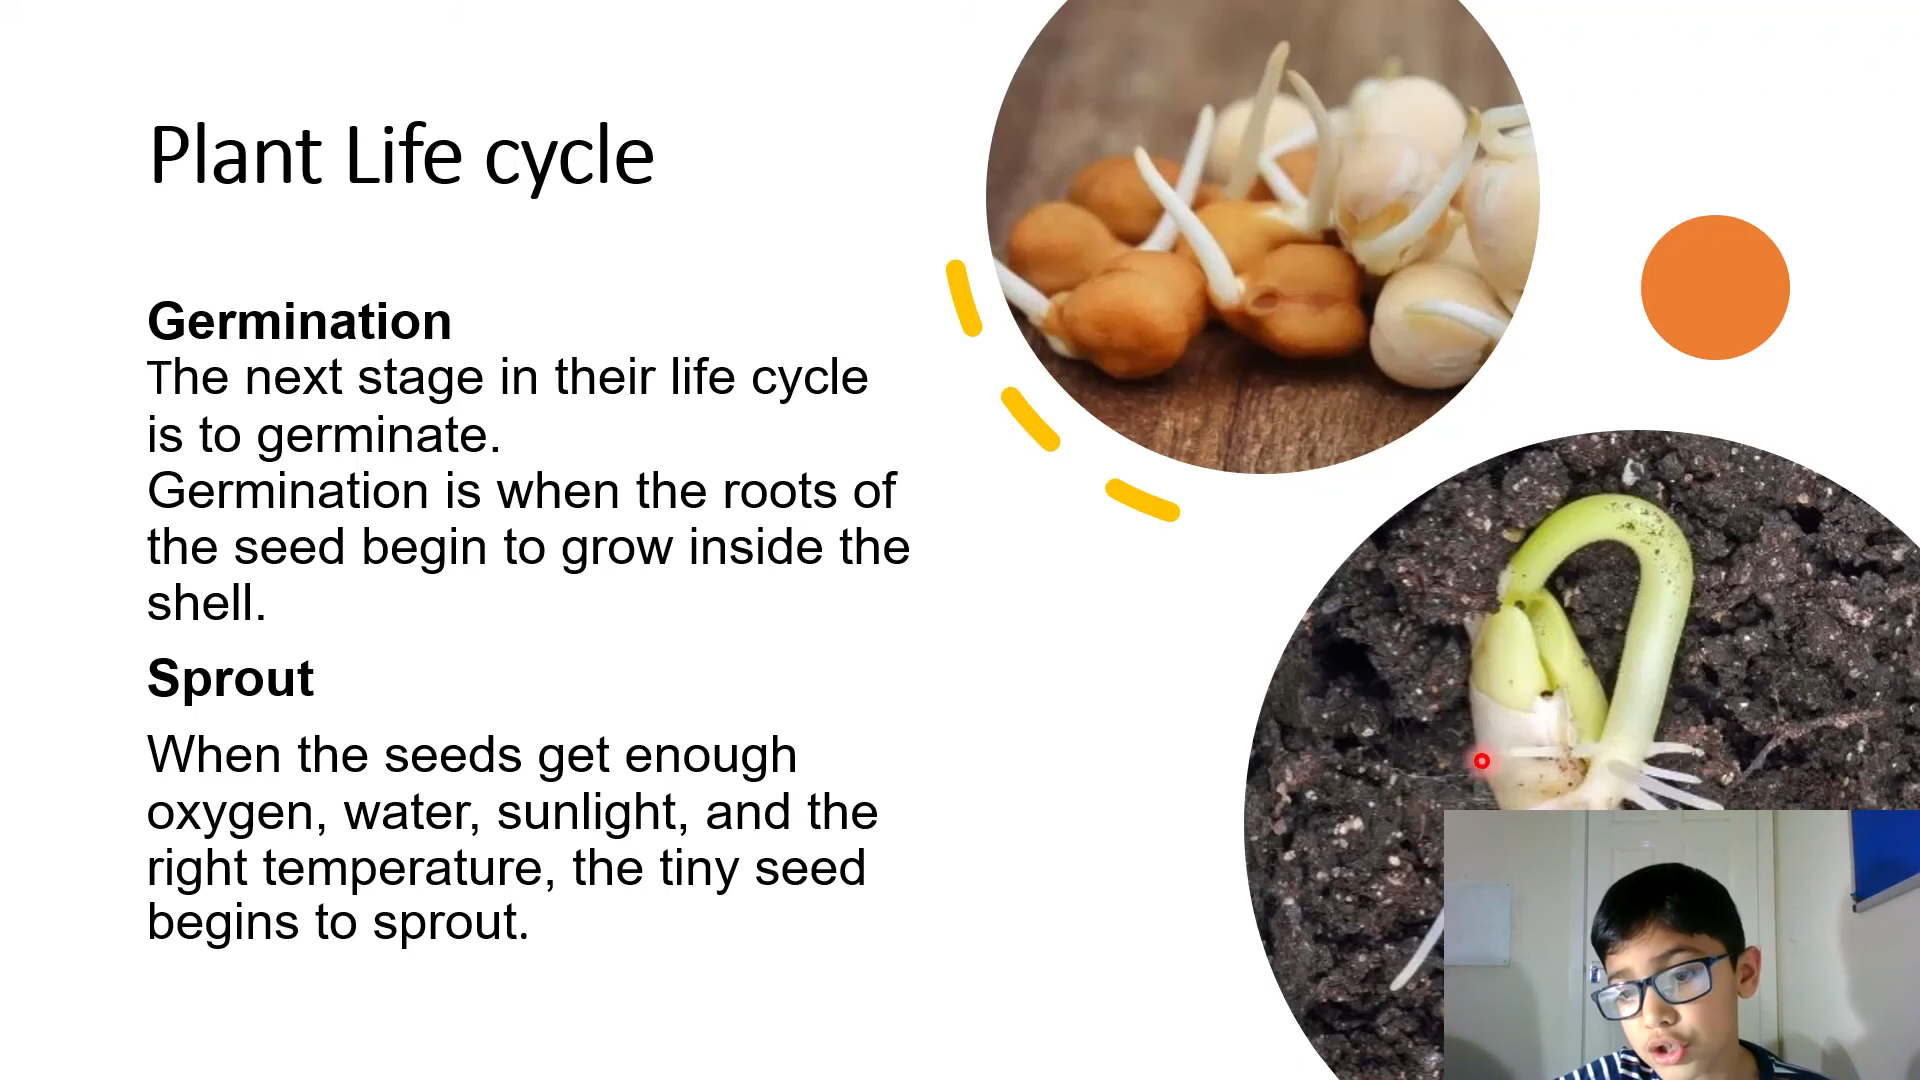 Plant Life cycle
Germination
The next stage in their life cycle
is to germinate.
Germination is when the roots of
the seed begin to grow inside the
shell.
Sprout
When the seeds get enough
oxygen, water, sunlight, and the
right temperature, the tiny seed
begins to sprout.